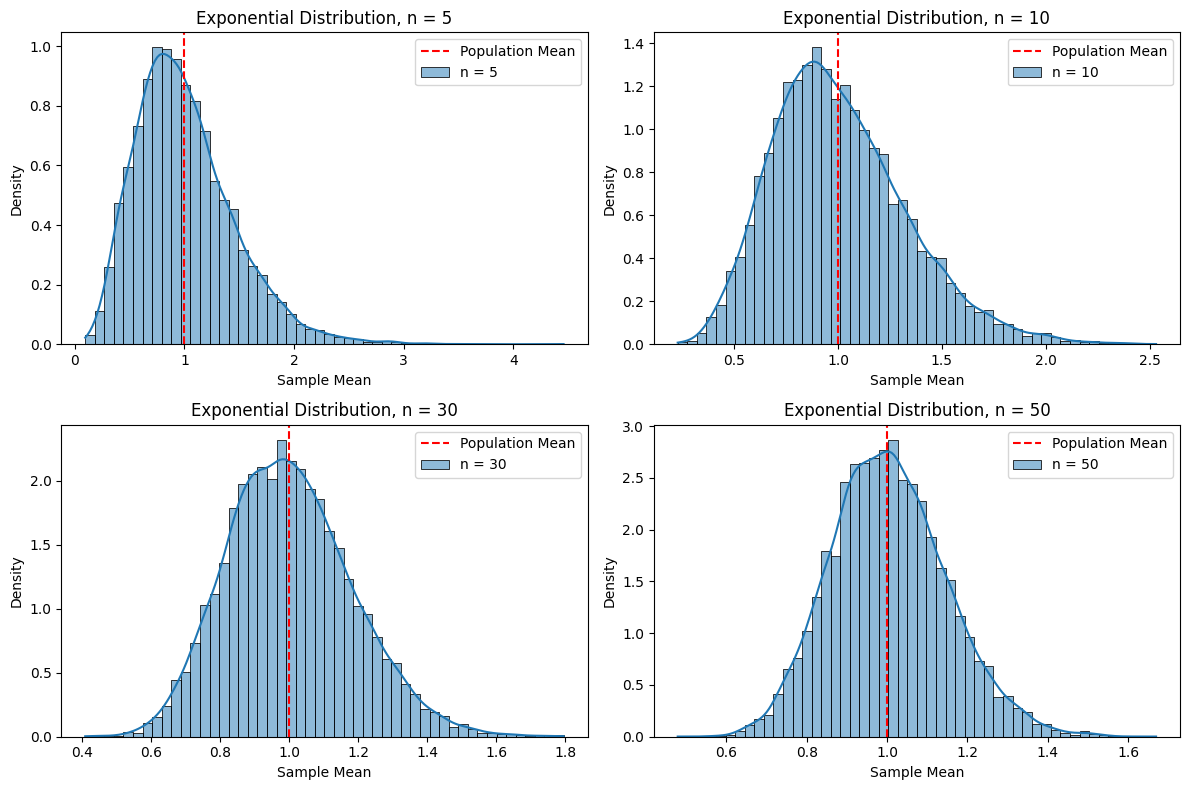 Exponential Distribution, n = 5
Population Mean
n = 5
Density
1.0
0.8
0.6
0.4
0.2
0.0
0
1
2
3
4
Sample Mean
Exponential Distribution, n = 10
Population Mean
n = 10
Density
1.4
1.2
1.0
0.8
0.6
0.4
0.2
0.0
0.5
1.0
1.5
2.0
2.5
Sample Mean
Exponential Distribution, n = 30
Population Mean
n = 30
Density
2.0
1.5
1.0
0.5
0.0
0.4
0.6
0.8
1.0
1.2
1.4
1.6
1.8
Sample Mean
Exponential Distribution, n = 50
Population Mean
n = 50
Density
3.0
2.5
2.0
1.5
1.0
0.5
0.0
0.6
0.8
1.0
1.2
1.4
1.6
Sample Mean